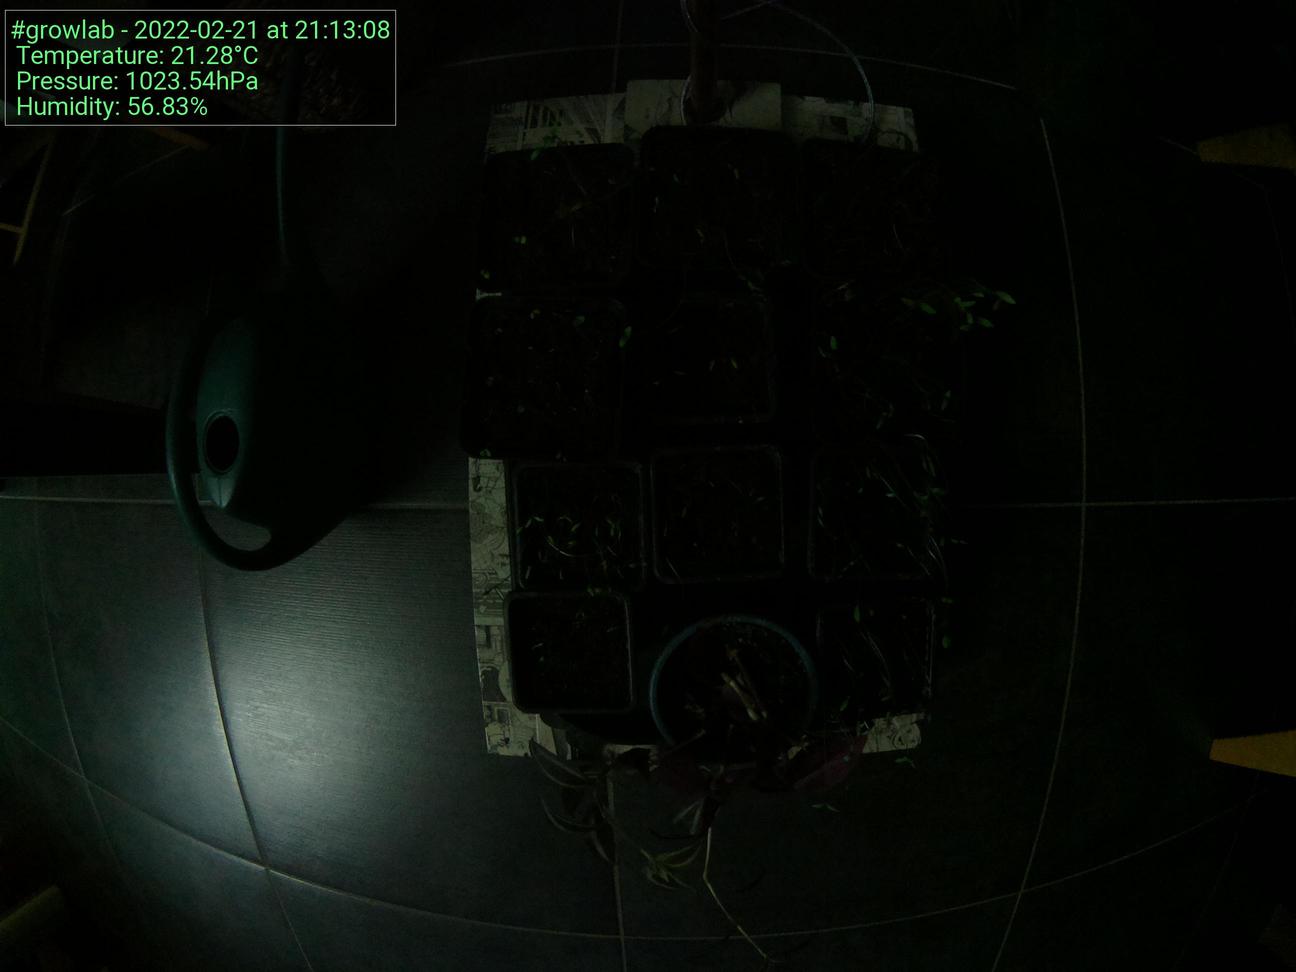 #growlab - 2022-02-21 at 21:13:08
Temperature: 21.28°C
Pressure: 1023.54hPa
Humidity: 56.83%